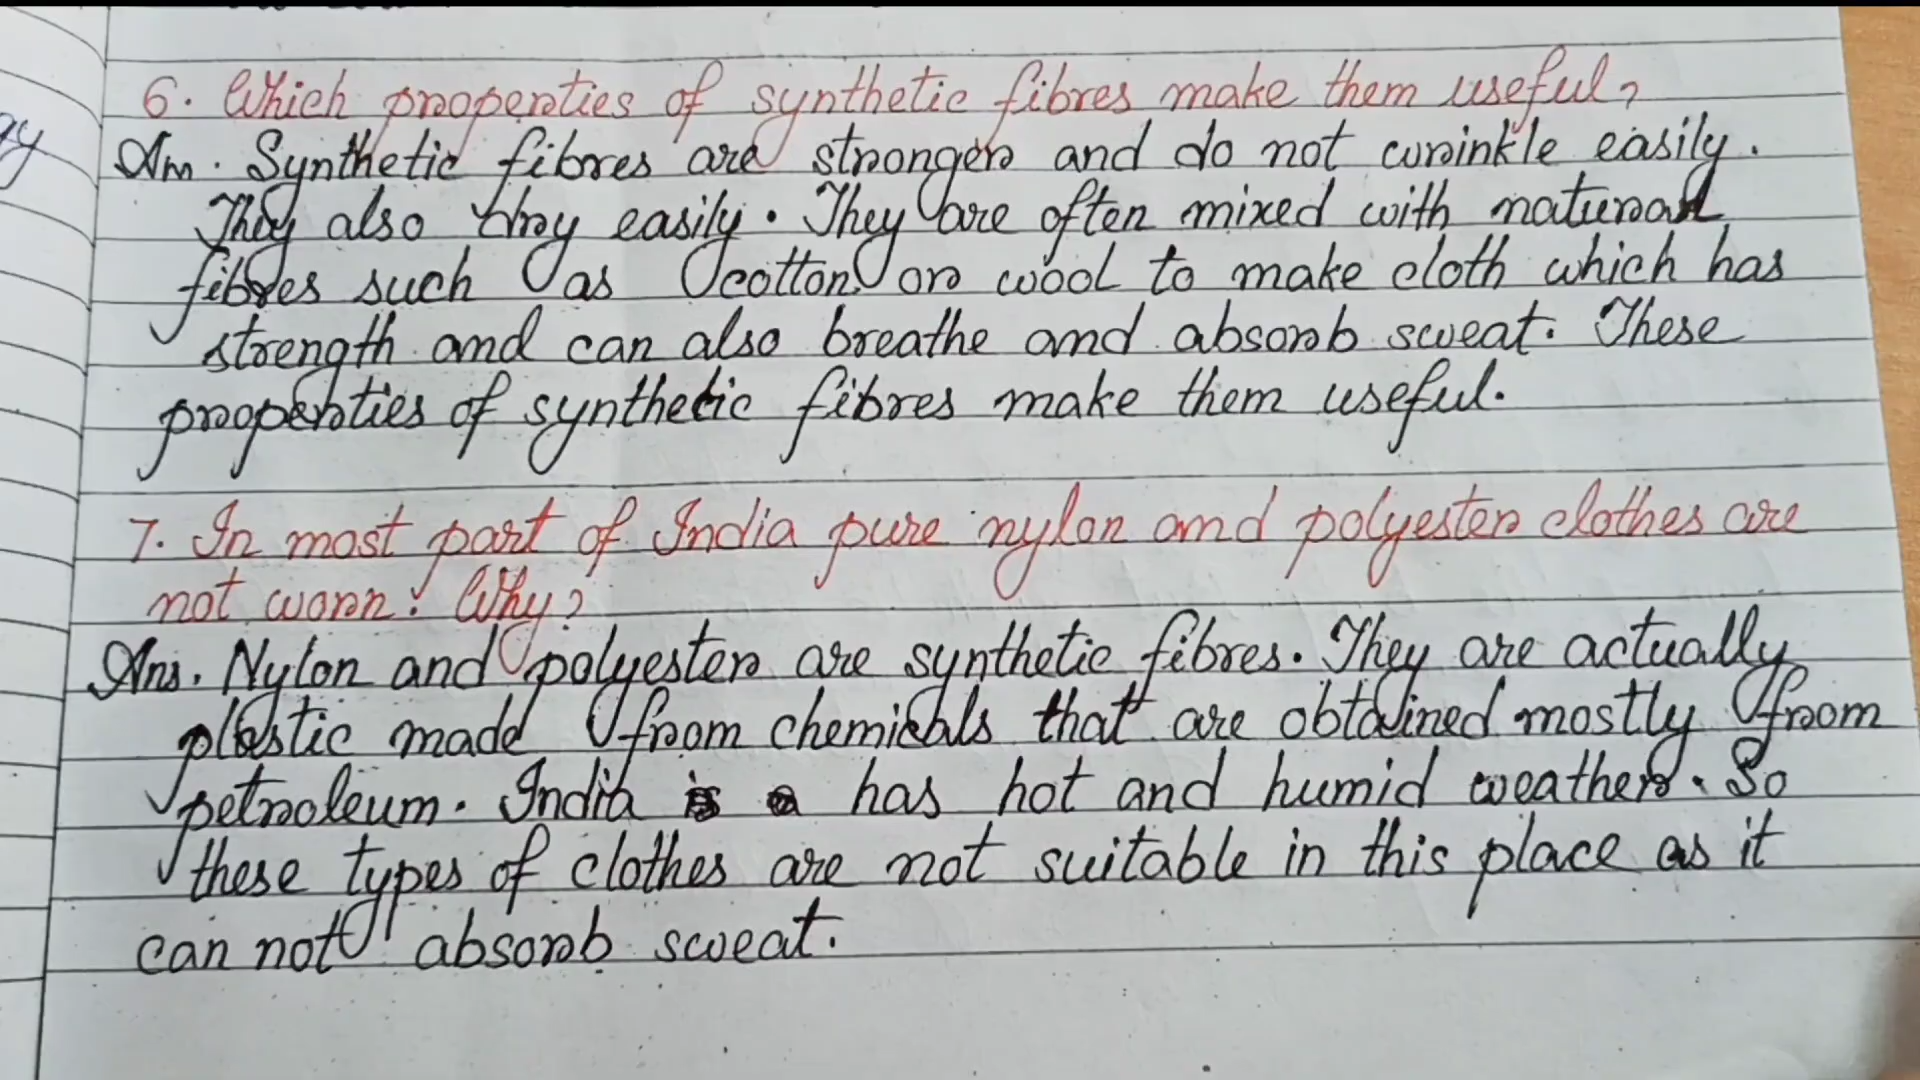 6. Which properties of synthetic fibres make them useful?
Ans. Synthetic fibres are stronger and do not wrinkle easily.
They also dry easily. They are often mixed with natural
fibres such as cotton or wool to make cloth which has
strength and can also breathe and absorb sweat. These
properties of synthetic fibres make them useful.
7. In most part of India pure nylon and polyester clothes are
not worn. Why?
Ans. Nylon and polyester are synthetic fibres. They are actually
plastic made from chemicals that are obtained mostly from
petroleum. India has hot and humid weather. So
these types of clothes are not suitable in this place as it
can not absorb sweat.